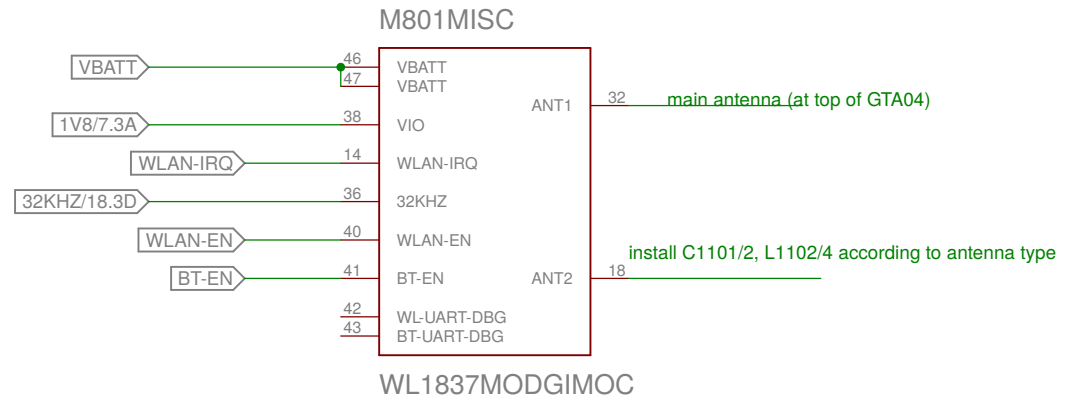 M801MISC
VBATT 46 VBATT
47 VBATT
ANT1 32 main antenna (at top of GTA04)
1V8/7.3A 38 VIO
WLAN-IRQ 14 WLAN-IRQ
32KHZ/18.3D 36 32KHZ
WLAN-EN 40 WLAN-EN
install C1101/2, L1102/4 according to antenna type
BT-EN 41 BT-EN ANT2 18
42 WL-UART-DBG
43 BT-UART-DBG
WL1837MODGIMOC